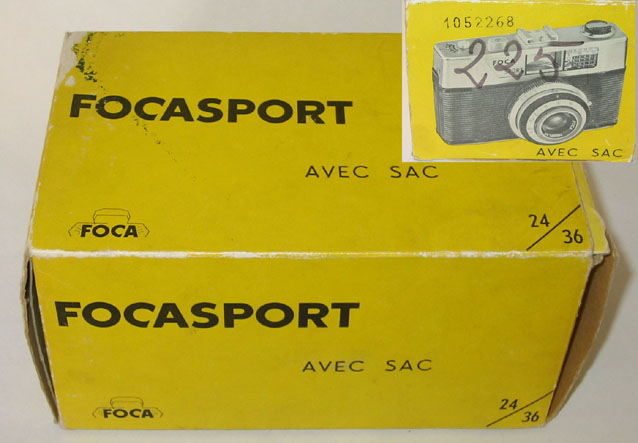 FOCASPORT
AVEC SAC
FOCA
24/36
FOCASPORT
AVEC SAC
FOCA
24/36
1052268
225
FOCA
AVEC SAC